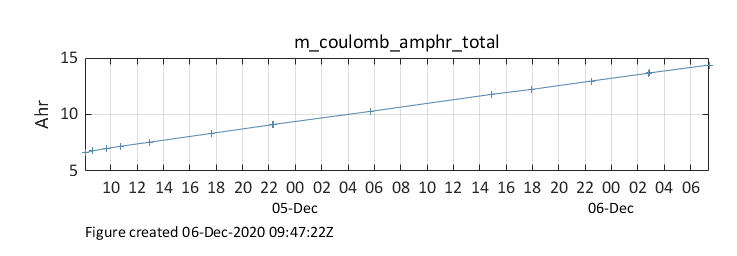 m_coulomb_amphr_total
15
10
5
Ahr
10 12 14 16 18 20 22 00 02 04 06 08 10 12 14 16 18 20 22 00 02 04 06
05-Dec 06-Dec
Figure created 06-Dec-2020 09:47:22Z